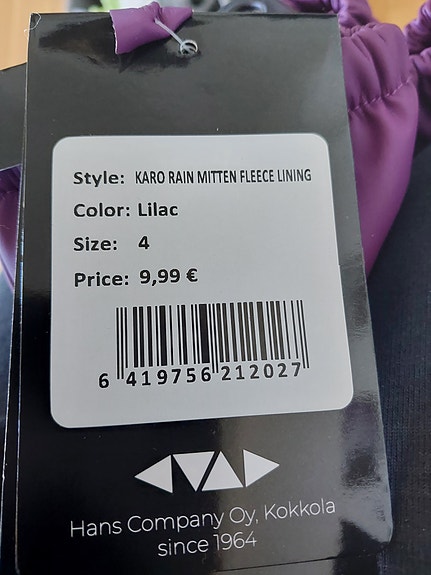 Style: KARO RAIN MITTEN FLEECE LINING
Color: Lilac
Size: 4
Price: 9,99 €
6 419756 212027
Hans Company Oy, Kokkola
since 1964